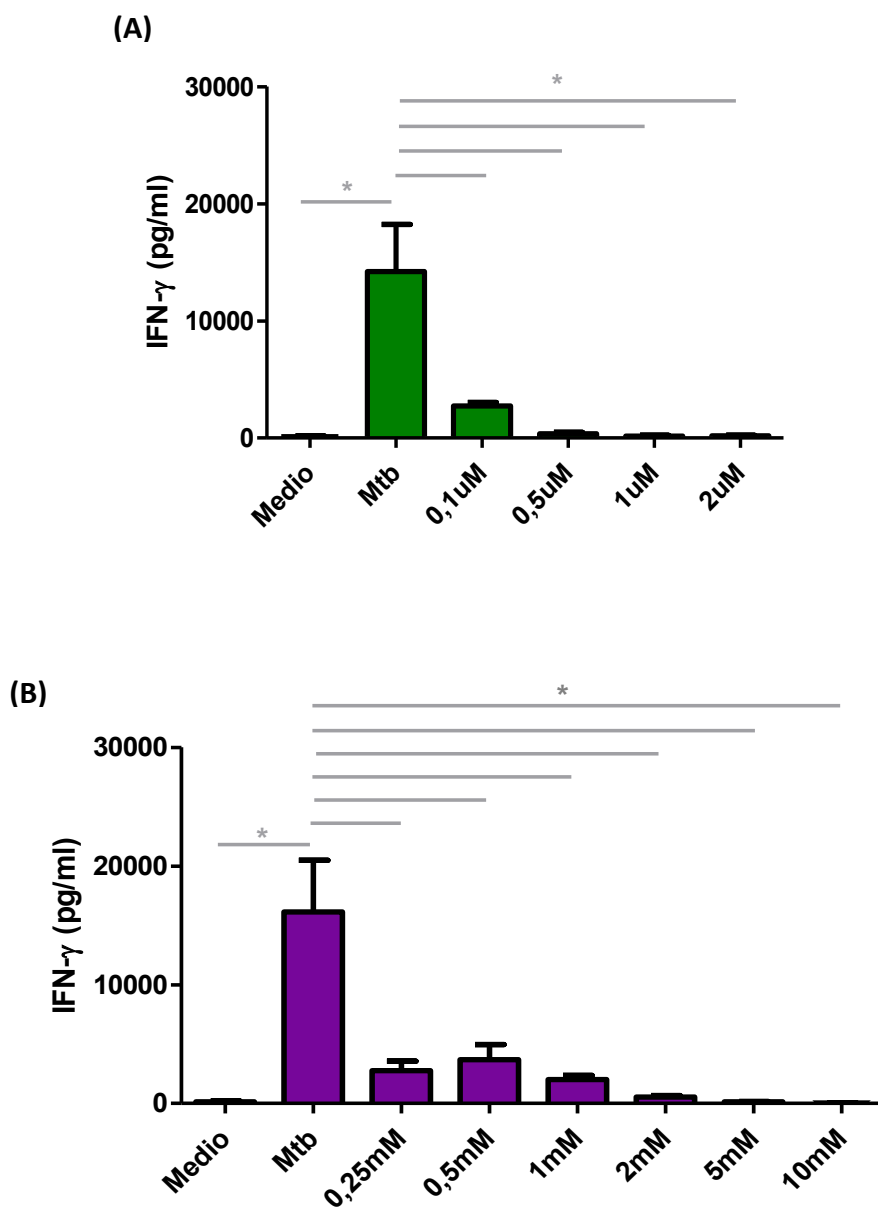 (A)
*
30000
*
20000
10000
0
IFN-γ (pg/ml)
Medio
Mtb
0,1uM
0,5uM
1uM
2uM
(B)
*
30000
*
20000
10000
0
IFN-γ (pg/ml)
Medio
Mtb
0,25mM
0,5mM
1mM
2mM
5mM
10mM